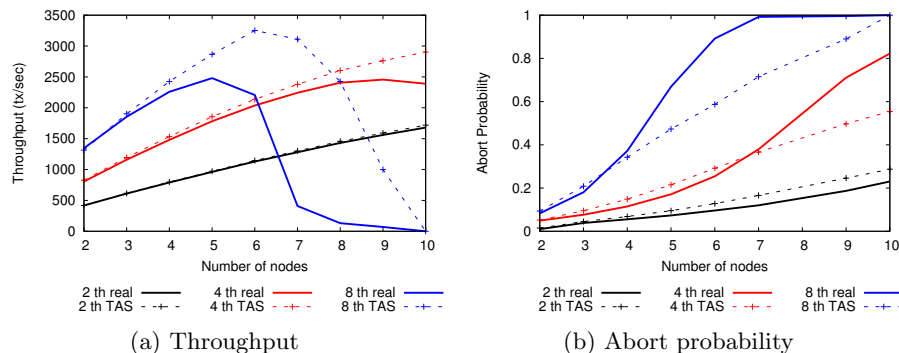 3500
3000
2500
2000
1500
1000
500
0
Throughput (tx/sec)
2 3 4 5 6 7 8 9 10
Number of nodes
2 th real 4 th real 8 th real
2 th TAS 4 th TAS 8 th TAS
(a) Throughput
1
0.8
0.6
0.4
0.2
0
Abort Probability
2 3 4 5 6 7 8 9 10
Number of nodes
2 th real 4 th real 8 th real
2 th TAS 4 th TAS 8 th TAS
(b) Abort probability